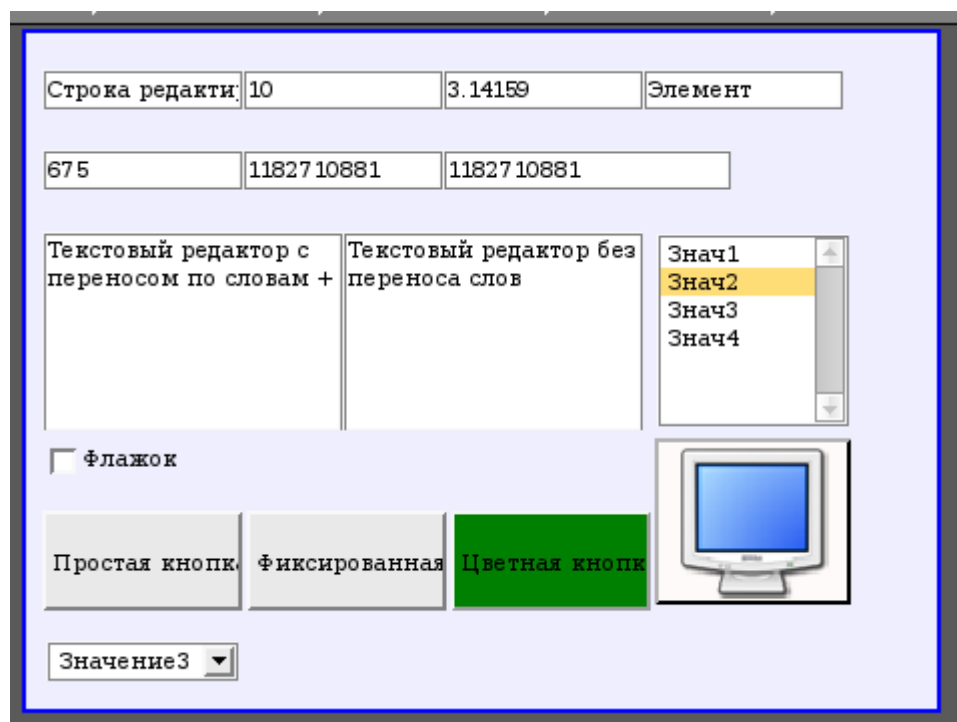 Строка редакти
10
3.14159
Элемент
675
1182710881
1182710881
Текстовый редактор с
переносом по словам +
Текстовый редактор без
переноса слов
Знач1
Знач2
Знач3
Знач4
Флажок
Простая кнопк
Фиксированная
Цветная кнопк
Значение3